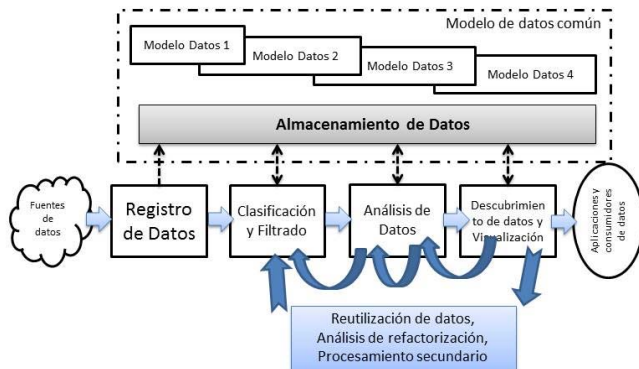 Modelo de datos común
Modelo Datos 1
Modelo Datos 2
Modelo Datos 3
Modelo Datos 4
Almacenamiento de Datos
Fuentes
de
datos
Registro
de Datos
Clasificación
y Filtrado
Análisis de
Datos
Descubrimien
to de datos y
Visualización
Aplicaciones y
consumidores
de datos
Reutilización de datos,
Análisis de refactorización,
Procesamiento secundario